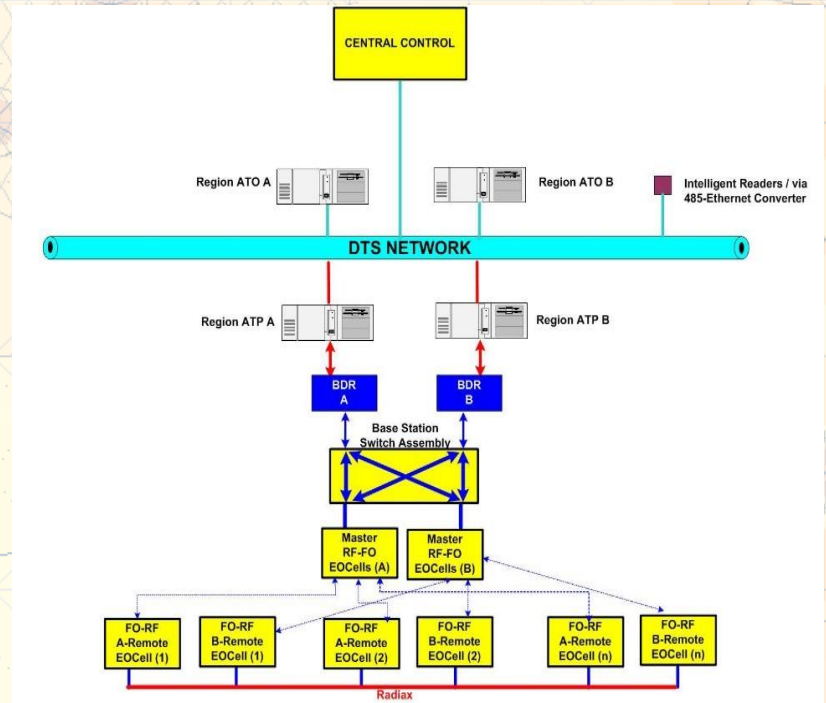 CENTRAL CONTROL
Region ATO A
Region ATO B
Intelligent Readers / via
485-Ethernet Converter
DTS NETWORK
Region ATP A
Region ATP B
BDR
A
BDR
B
Base Station
Switch Assembly
Master
RF-FO
EOCells (A)
Master
RF-FO
EOCells (B)
FO-RF
A-Remote
EOCell (1)
FO-RF
B-Remote
EOCell (1)
FO-RF
A-Remote
EOCell (2)
FO-RF
B-Remote
EOCell (2)
FO-RF
A-Remote
EOCell (n)
FO-RF
B-Remote
EOCell (n)
Radiax